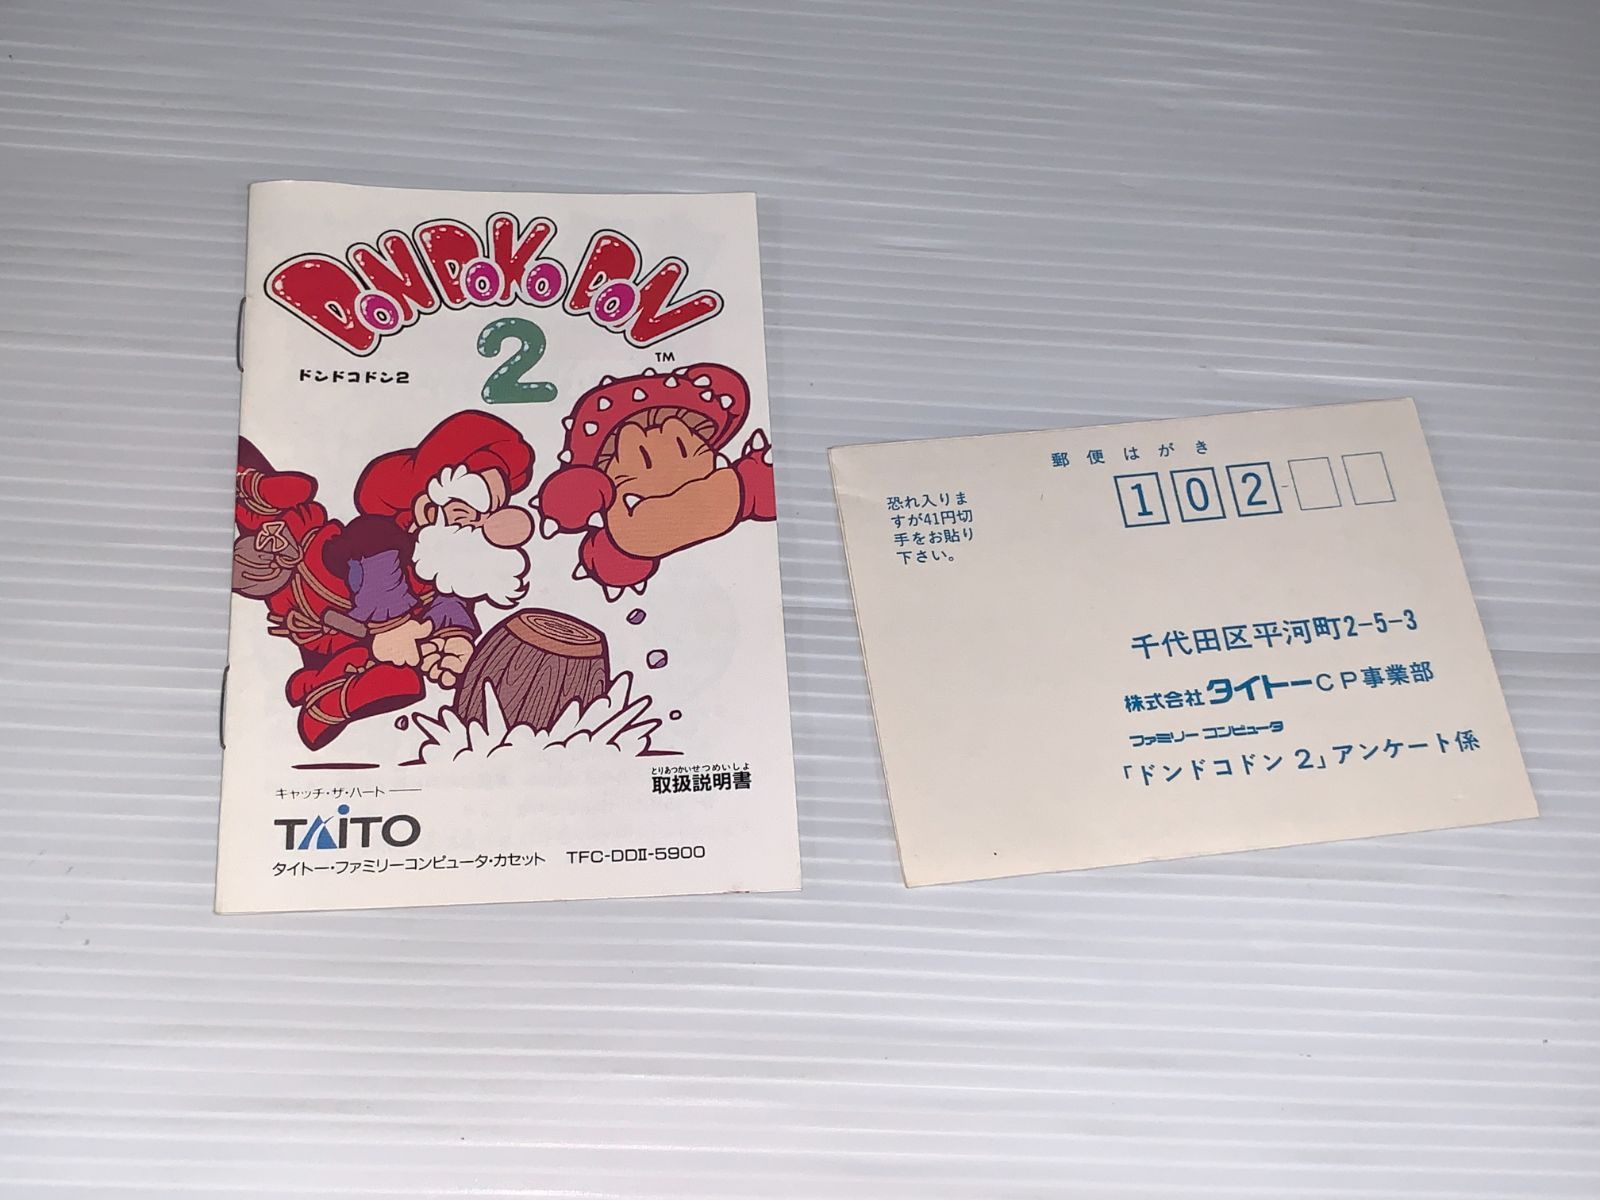 DON DOKO DON
2
TM
ドンドコドン2
とりあつかいせつめいしょ
取扱説明書
キャッチ・ザ・ハート
TAITO
タイトー・ファミリーコンピュータ・カセット TFC-DDII-5900
郵便はがき
102
恐れ入りま
すが41円切
手をお貼り
下さい。
千代田区平河町2-5-3
株式会社タイトーCP事業部
ファミリーコンピュータ
「ドンドコドン2」アンケート係